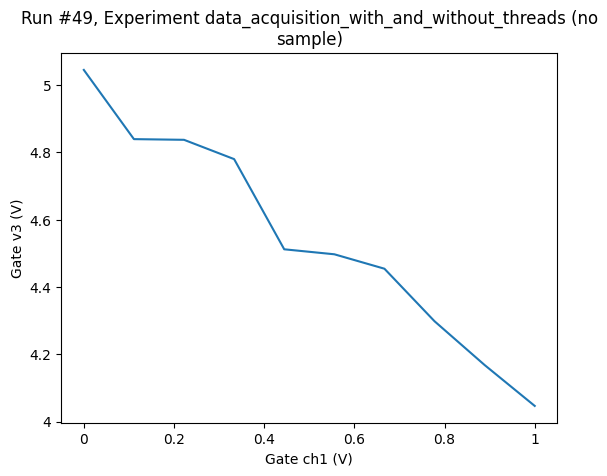 Run #49, Experiment data_acquisition_with_and_without_threads (no
sample)
Gate v3 (V)
5
4.8
4.6
4.4
4.2
4
0 0.2 0.4 0.6 0.8 1
Gate ch1 (V)